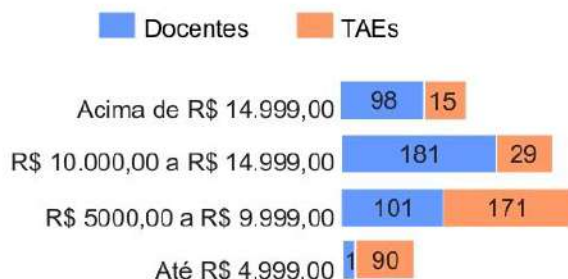 Docentes TAEs
Acima de R$ 14.999,00 98 15
R$ 10.000,00 a R$ 14.999,00 181 29
R$ 5000,00 a R$ 9.999,00 101 171
Até R$ 4.999,00 1 90